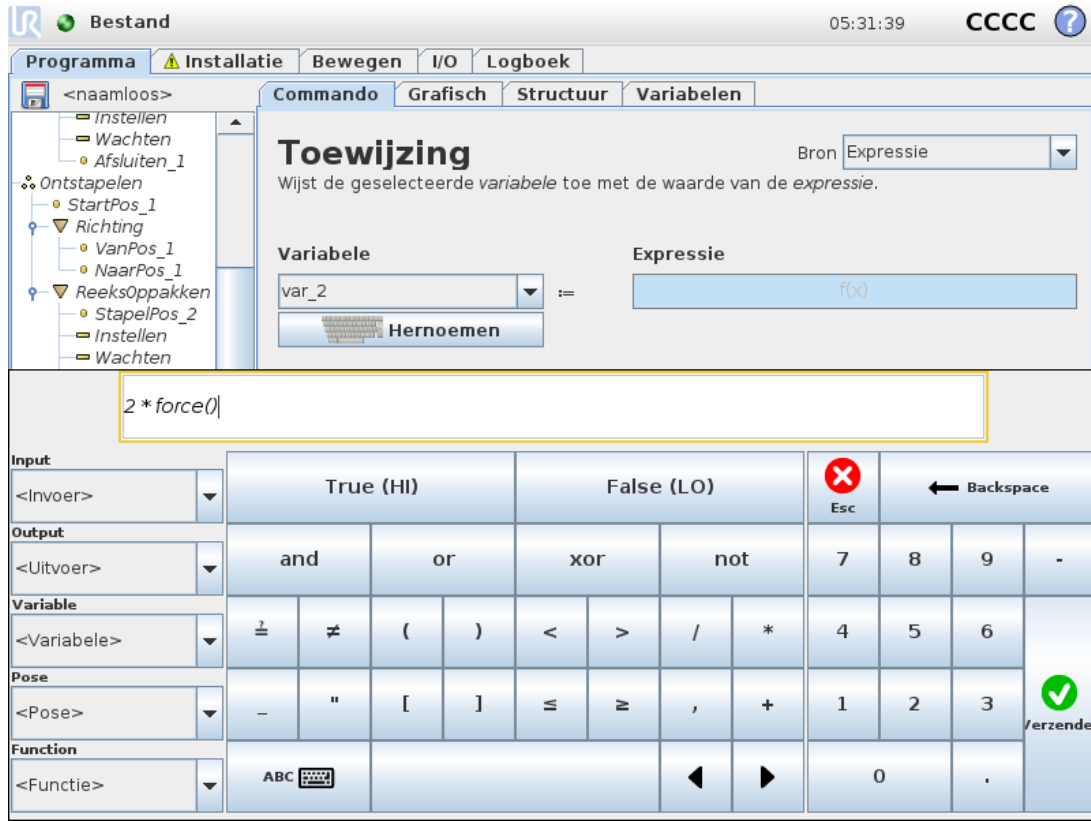 UR Bestand 05:31:39 CCCC ?
Programma Installatie Bewegen I/O Logboek
<naamloos> Commando Grafisch Structuur Variabelen
Instellen
Wachten
Afsluiten_1
Ontstapelen
StartPos_1
Richting
VanPos_1
NaarPos_1
ReeksOppakken
StapelPos_2
Instellen
Wachten
Toewijzing
Bron Expressie
Wijst de geselecteerde variabele toe met de waarde van de expressie.
Variabele Expressie
var_2 := f(x)
Hernoemen
2 * force()
Input
<Invoer>
Output
<Uitvoer>
Variable
<Variabele>
Pose
<Pose>
Function
<Functie>
True (HI) False (LO) Esc Backspace
and or xor not 7 8 9 -
≟ ≠ ( ) < > / * 4 5 6
_ " [ ] ≤ ≥ , + 1 2 3
Verzende
ABC 0 .